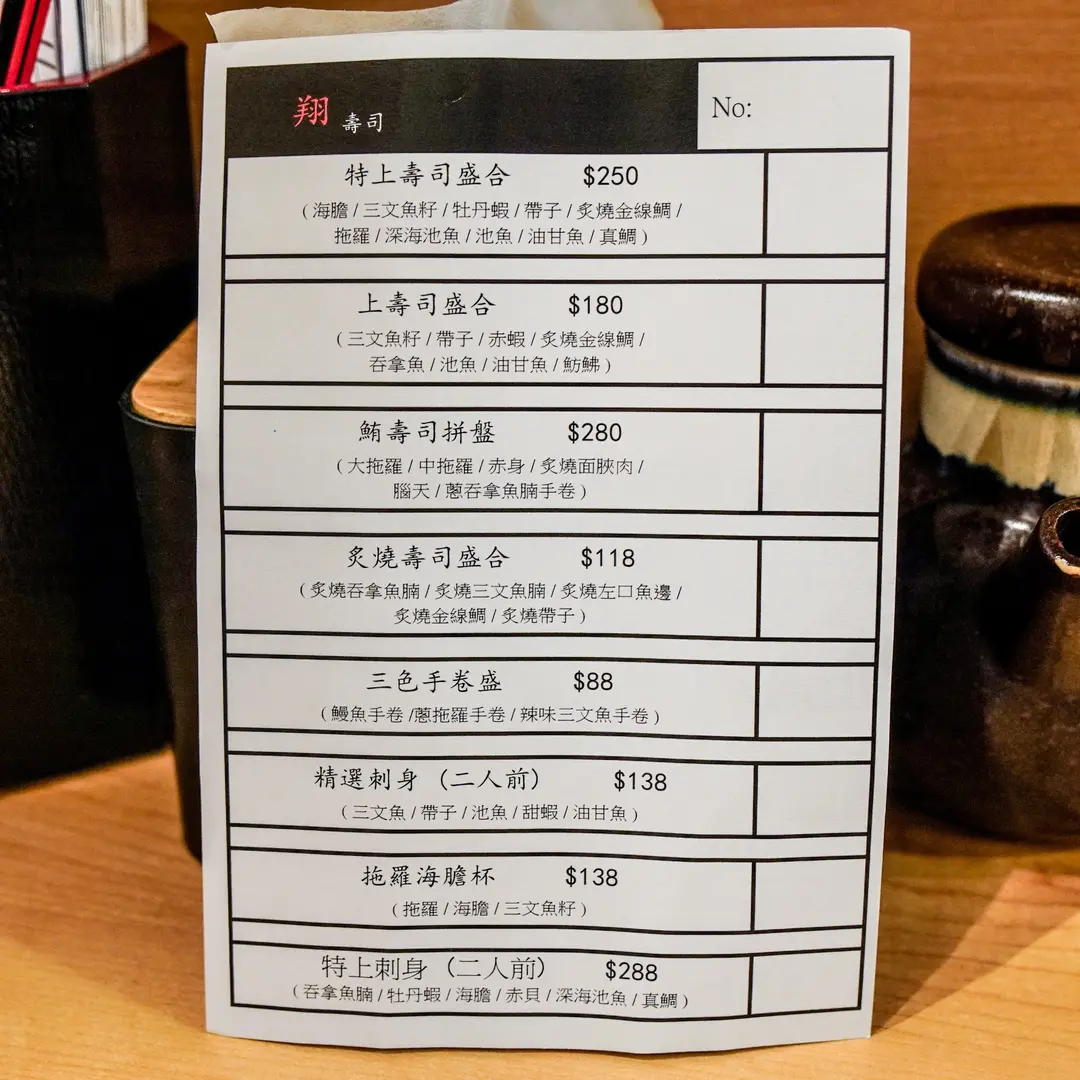 翔 壽司
No:
特上壽司盛合 $250
( 海膽 / 三文魚籽 / 牡丹蝦 / 帶子 / 炙燒金線鯛 /
拖羅 / 深海池魚 / 池魚 / 油甘魚 / 真鯛 )
上壽司盛合 $180
( 三文魚籽 / 帶子 / 赤蝦 / 炙燒金線鯛 /
吞拿魚 / 池魚 / 油甘魚 / 魴鮄 )
鮪壽司拼盤 $280
( 大拖羅 / 中拖羅 / 赤身 / 炙燒面脥肉 /
腦天 / 蔥吞拿魚腩手卷 )
炙燒壽司盛合 $118
( 炙燒吞拿魚腩 / 炙燒三文魚腩 / 炙燒左口魚邊 /
炙燒金線鯛 / 炙燒帶子 )
三色手卷盛 $88
( 鰻魚手卷 /蔥拖羅手卷 / 辣味三文魚手卷 )
精選刺身（二人前） $138
( 三文魚 / 帶子 / 池魚 / 甜蝦 / 油甘魚 )
拖羅海膽杯 $138
( 拖羅 / 海膽 / 三文魚籽 )
特上刺身（二人前） $288
( 吞拿魚腩 / 牡丹蝦 / 海膽 / 赤貝 / 深海池魚 / 真鯛 )